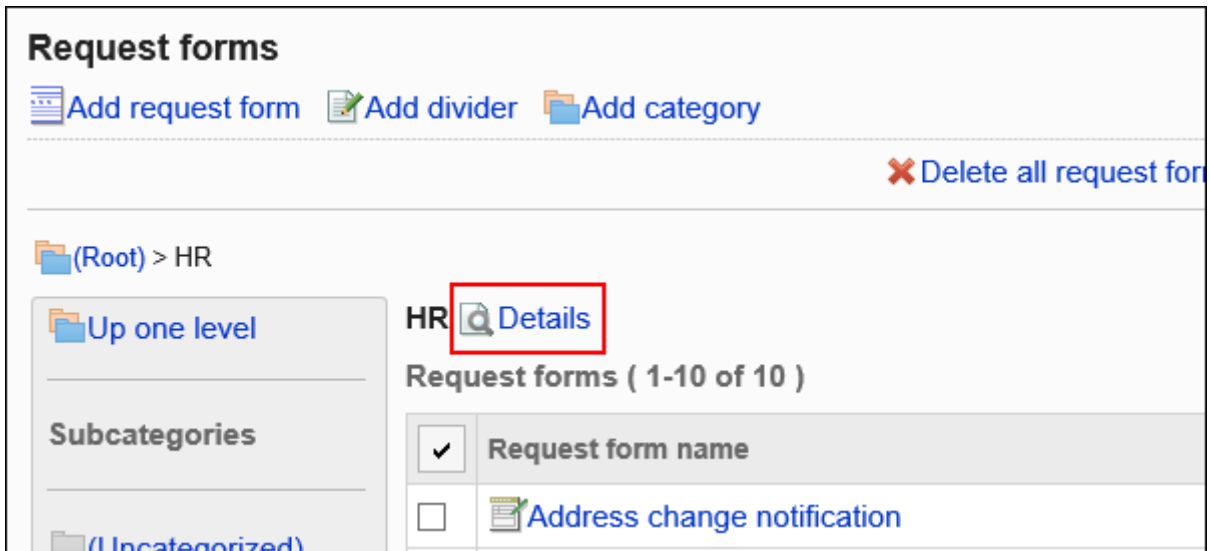 Request forms
Add request form Add divider Add category
Delete all request for
(Root) > HR
Up one level
Subcategories
(Uncategorized)
HR Details
Request forms ( 1-10 of 10 )
Request form name
Address change notification